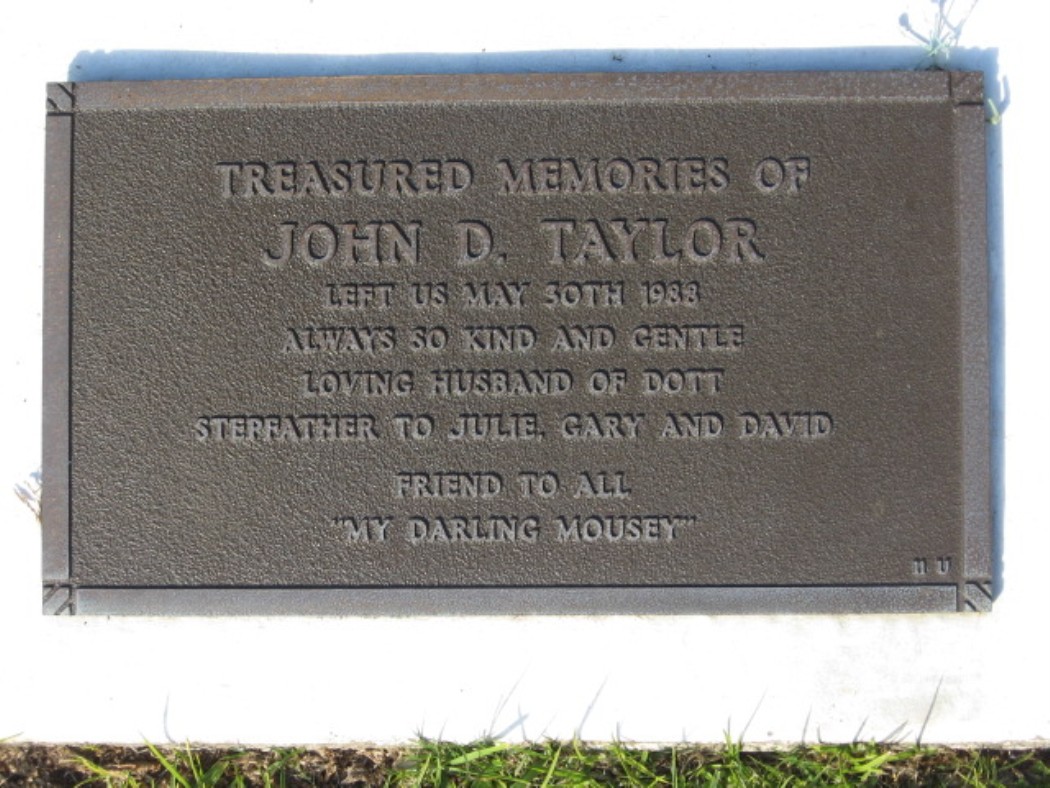 TREASURED MEMORIES OF
JOHN D. TAYLOR
LEFT US MAY 30TH 1988
ALWAYS SO KIND AND GENTLE
LOVING HUSBAND OF DOTT
STEPFATHER TO JULIE, GARY AND DAVID
FRIEND TO ALL
"MY DARLING MOUSEY"
11 U